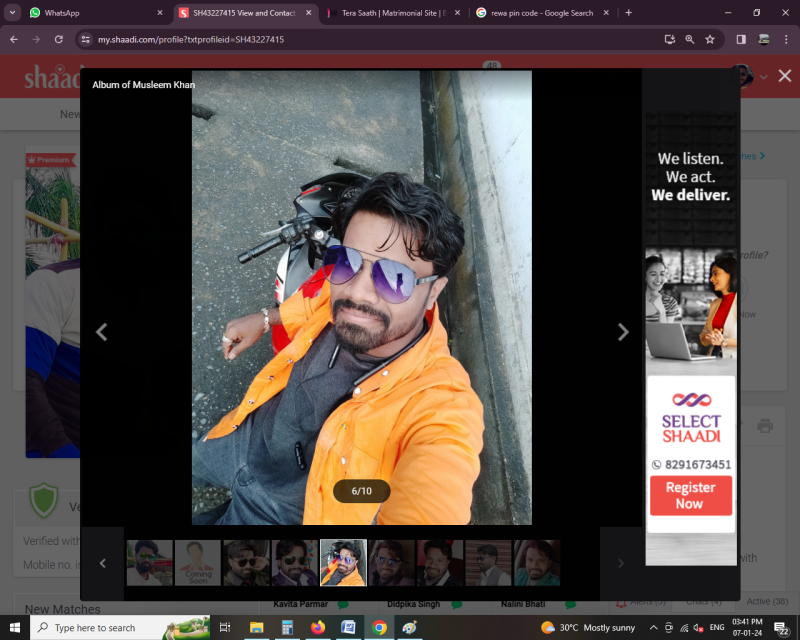 WhatsApp
SH43227415 View and Contact
Tera Saath | Matrimonial Site |
rewa pin code - Google Search
my.shaadi.com/profile?txtprofileid=SH43227415
shaadi
48
New
Album of Musleem Khan
Premium
We listen.
We act.
We deliver.
hes
rofile?
Now
SELECT
SHAADI
8291673451
Register
Now
6/10
Coming
Soon
Ve
Verified with
Mobile no. i
with
New Matches
Kavita Parmar
Didpika Singh
Nalini Bhati
Alerts (5)
Chats (4)
Active (38)
Type here to search
30°C Mostly sunny
ENG
03:41 PM
07-01-24
22